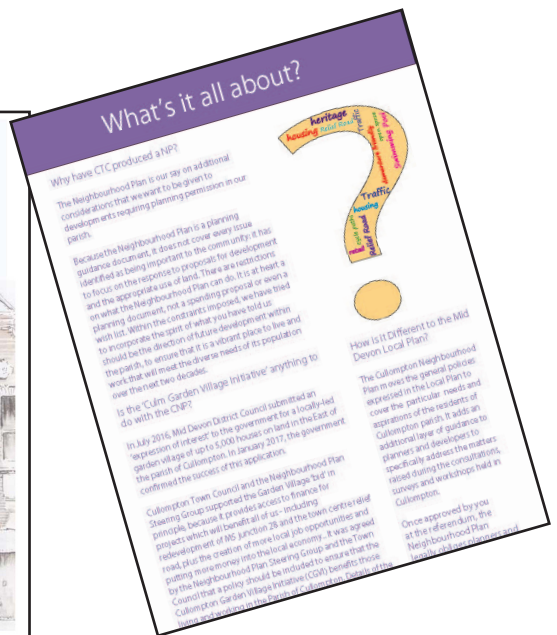 What's it all about?
Why have CTC produced a NP?
The Neighbourhood Plan is our say on additional
considerations that we want to be given to
developments requiring planning permission in our
parish.
Because the Neighbourhood Plan is a planning
guidance document, it does not cover every issue
identified as being important to the community: it has
to focus on the response to proposals for development
and the appropriate use of land. There are restrictions
on what the Neighbourhood Plan can do. It is at heart a
planning document, not a spending proposal or even a
wish list. Within the constraints imposed, we have tried
to incorporate the spirit of what you have told us
should be the direction of future development within
the parish, to ensure that it is a vibrant place to live and
work that will meet the diverse needs of its population
over the next two decades.
Is the 'Culm Garden Village Initiative' anything to
do with the CNP?
In July 2016, Mid Devon District Council submitted an
'expression of interest' to the government for a locally-led
garden village of up to 5,000 houses on land in the East of
the parish of Cullompton. In January 2017, the government
confirmed the success of this application.
Cullompton Town Council and the Neighbourhood Plan
Steering Group supported the Garden Village 'bid' in
principle, because it provides access to finance for
projects which will benefit all of us - including
redevelopment of M5 Junction 28 and the town centre relief
road, plus the creation of more local job opportunities and
putting more money into the local economy. It was agreed
by the Neighbourhood Plan Steering Group and the Town
Council that a policy should be included to ensure that the
Cullompton Garden Village Initiative (CGVI) benefits those
living and working in the Parish of Cullompton. Details of the
heritage
housing Relief Road
Traffic
Traffic
housing
Relief Road
How Is it Different to the Mid
Devon Local Plan?
The Cullompton Neighbourhood
Plan moves the general policies
expressed in the Local Plan to
cover the particular needs and
aspirations of the residents of
Cullompton parish. It adds an
additional layer of guidance to
planners and developers to
specifically address the matters
raised during the consultations,
surveys and workshops held in
Cullompton.
Once approved by you
at the referendum, the
Neighbourhood Plan
legally obliges planners and